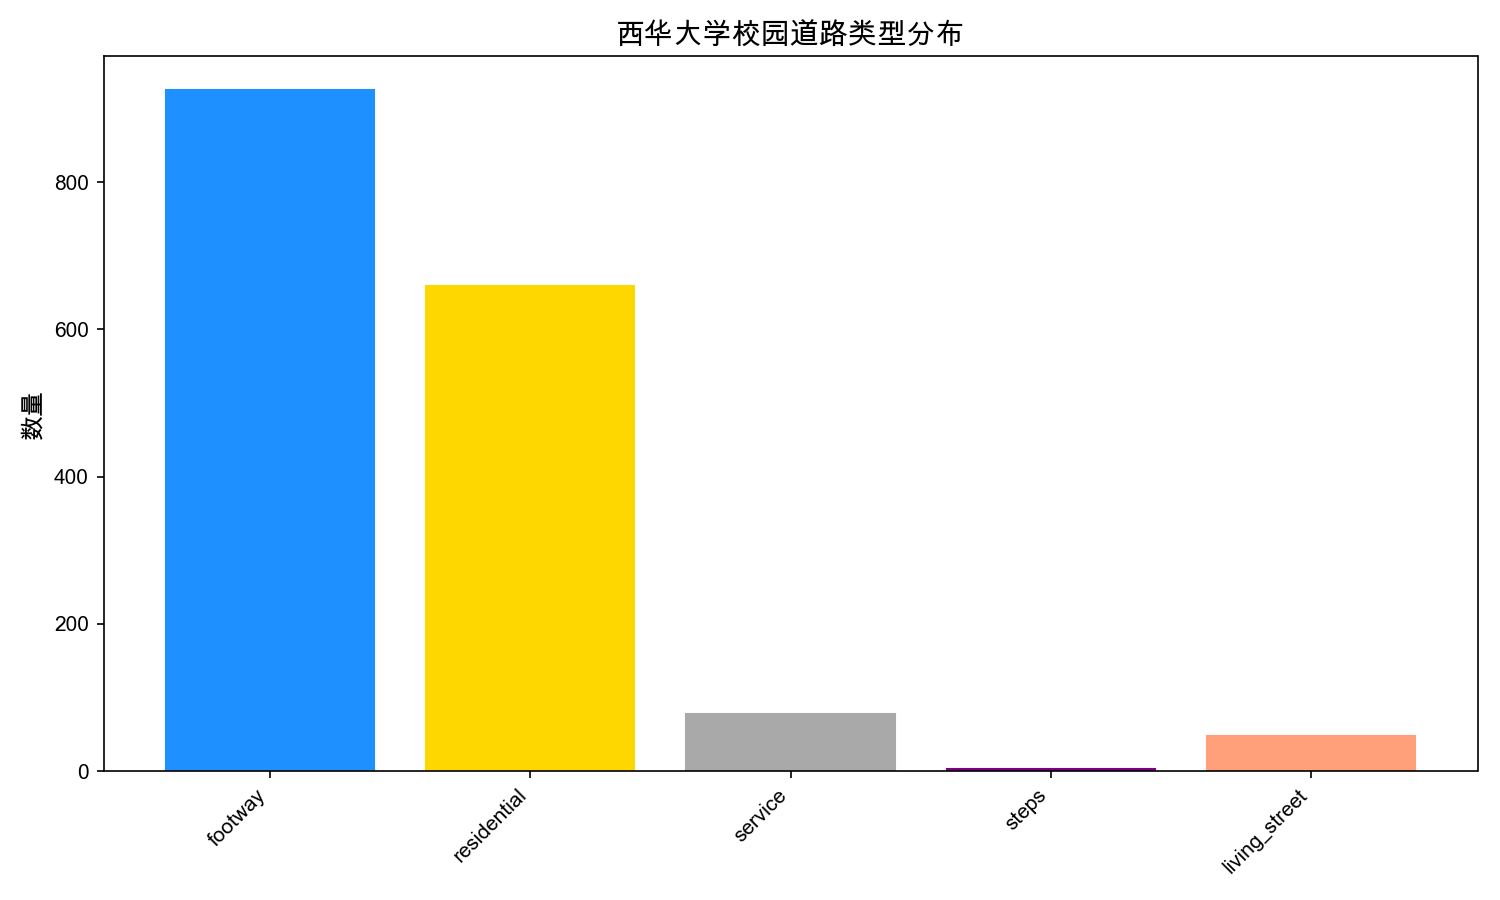 西华大学校园道路类型分布
数量
800
600
400
200
0
footway
residential
service
steps
living_street